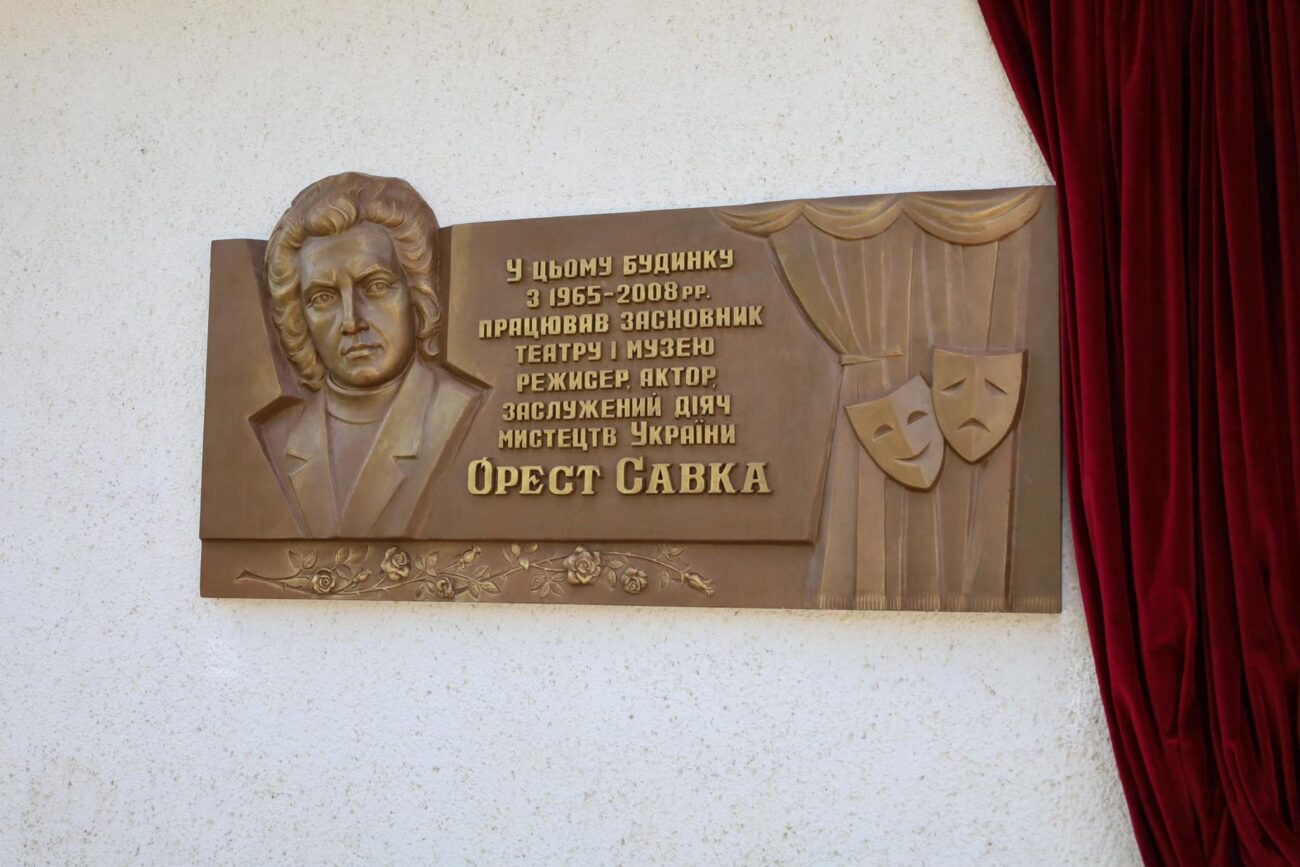 У цьому будинку
з 1965-2008 рр.
працював засновник
театру і музею
режисер, актор,
заслужений діяч
мистецтв України
Орест Савка